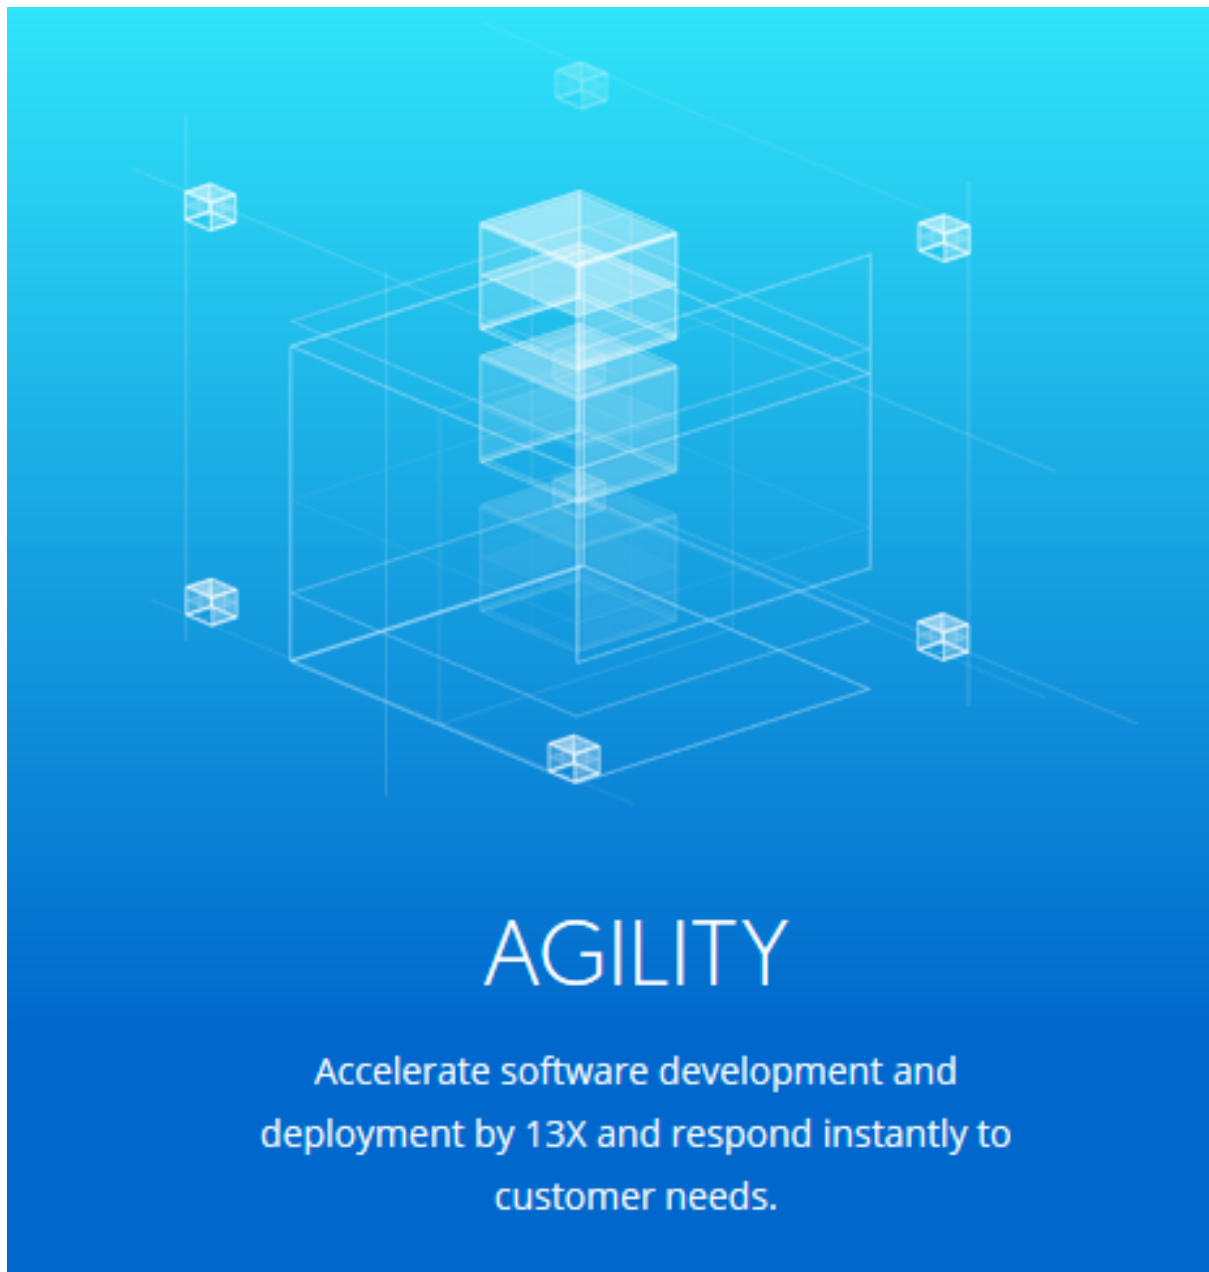 AGILITY
Accelerate software development and
deployment by 13X and respond instantly to
customer needs.